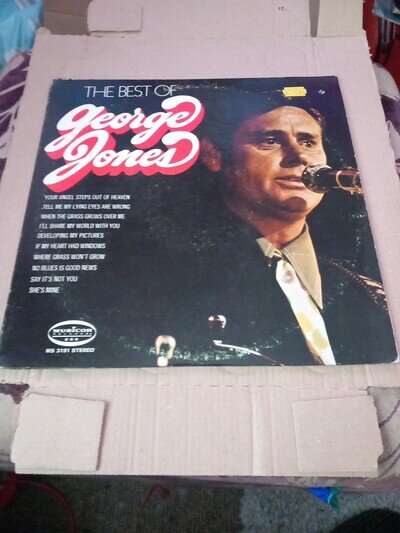 THE BEST OF
George
Jones
YOUR ANGEL STEPS OUT OF HEAVEN
TELL ME MY LYING EYES ARE WRONG
WHEN THE GRASS GROWS OVER ME
I'LL SHARE MY WORLD WITH YOU
DEVELOPING MY PICTURES
IF MY HEART HAD WINDOWS
WHERE GRASS WON'T GROW
NO BLUES IS GOOD NEWS
SAY IT'S NOT YOU
SHE'S MINE
MUSICOR
RECORDS
MS 3191 STEREO